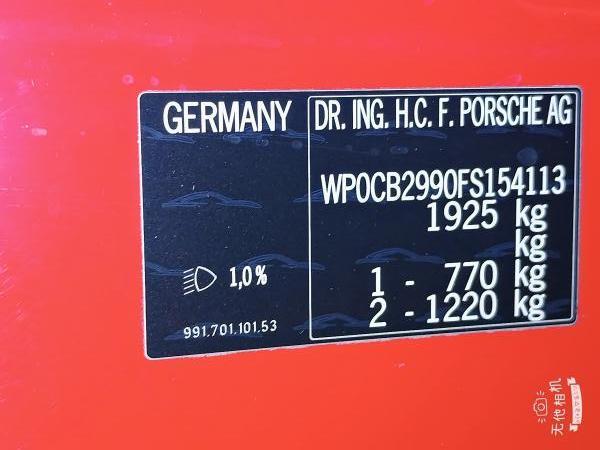 GERMANY
DR. ING. H.C. F. PORSCHE AG
WP0CB2990FS154113
1925 kg
kg
1 - 770 kg
2 - 1220 kg
1,0%
991.701.101.53
无他相机